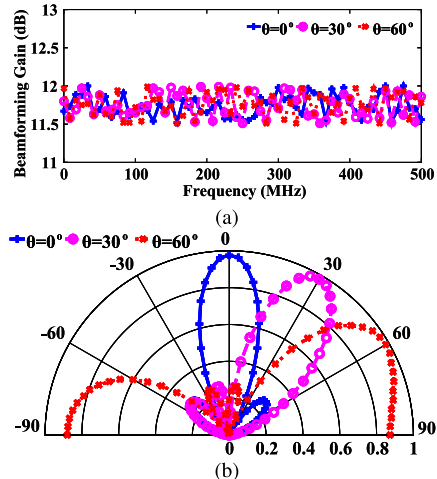 13
12
11.5
11
Beamforming Gain (dB)
θ=0° θ=30° θ=60°
0 100 200 300 400 500
Frequency (MHz)
(a)
θ=0° θ=30° θ=60°
-90 -60 -30 0 30 60 90
0 0.2 0.4 0.6 0.8 1
(b)